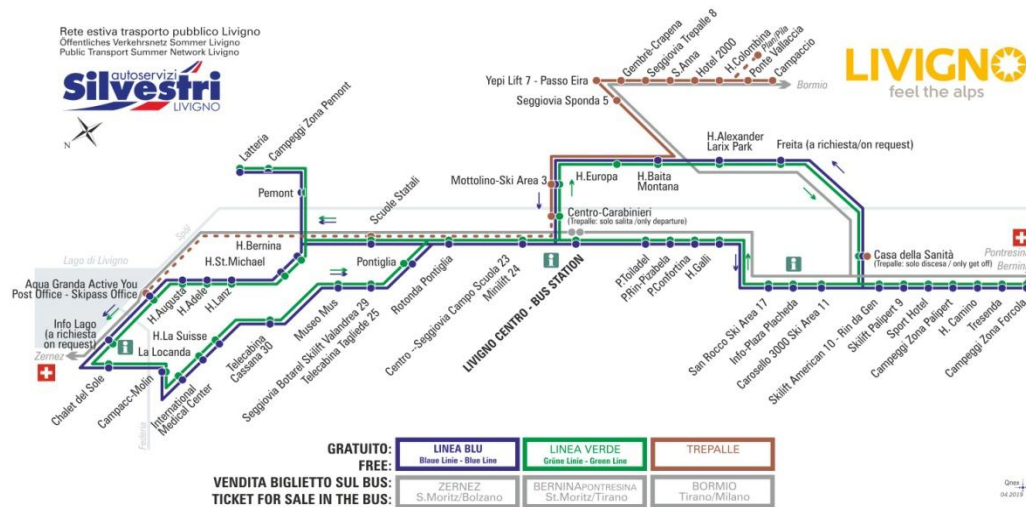 Rete estiva trasporto pubblico Livigno
Öffentliches Verkehrsnetz Sommer Livigno
Public Transport Summer Network Livigno
autoservizi
Silvestri
LIVIGNO
N
LIVIGNO
feel the alps
Gembrè-Crapena
Seggiovia Trepalle 8
S.Anna
Hotel 2000
H.Colombina
Plan/Pila
Ponte Vallaccia
Campaccio
Yepi Lift 7 - Passo Eira
Bormio
Seggiovia Sponda 5
Latteria
Campeggi Zona Pemont
Pemont
Scuole Statali
Mottolino-Ski Area 3
H.Europa
H.Baita
Montana
H.Alexander
Larix Park
Freita (a richiesta/on request)
Centro-Carabinieri
(Trepalle: solo salita /only departure)
Spöl
Lago di Livigno
H.Bernina
H.St.Michael
Aqua Granda Active You
Post Office - Skipass Office
H.Augusta
H.Adele
H.Lanz
Info Lago
(a richiesta
on request)
Zernez
Chalet del Sole
Federia
Campacc-Molin
La Locanda
H.La Suisse
International
Medical Center
Telecabina
Cassana 30
Museo Mus
Seggiovia Botarel Skilift Valandrea 29
Telecabina Tagliede 25
Pontiglia
Rotonda Pontiglia
Centro -Seggiovia Campo Scuola 23
Minilift 24
LIVIGNO CENTRO - BUS STATION
P.Toiladel
P.Rin-Pizabela
P.Confortina
H.Galli
Casa della Sanità
(Trepalle: solo discesa / only get off)
Pontresina
Bernina
San Rocco Ski Area 17
Info-Plaza Placheda
Carosello 3000 Ski Area 11
Skilift American 10 - Rin da Gen
Skilift Palipert 9
Sport Hotel
Campeggi Zona Palipert
H. Camino
Tresenda
Campeggi Zona Forcola
GRATUITO:
FREE:
LINEA BLU
Blaue Linie - Blue Line
LINEA VERDE
Grüne Linie - Green Line
TREPALLE
VENDITA BIGLIETTO SUL BUS:
TICKET FOR SALE IN THE BUS:
ZERNEZ
S.Moritz/Bolzano
BERNINA PONTRESINA
St.Moritz/Tirano
BORMIO
Tirano/Milano
Qnex
04.2019